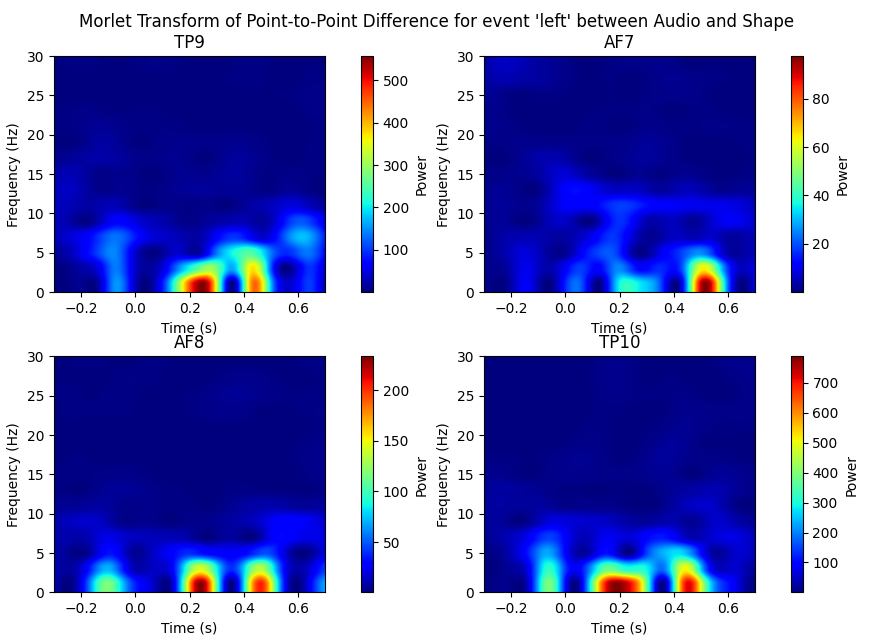 Morlet Transform of Point-to-Point Difference for event 'left' between Audio and Shape
TP9
30
25
20
15
10
5
0
Frequency (Hz)
−0.2 0.0 0.2 0.4 0.6
Time (s)
500
400
300
200
100
Power
AF7
30
25
20
15
10
5
0
Frequency (Hz)
−0.2 0.0 0.2 0.4 0.6
Time (s)
80
60
40
20
Power
AF8
30
25
20
15
10
5
0
Frequency (Hz)
−0.2 0.0 0.2 0.4 0.6
Time (s)
200
150
100
50
Power
TP10
30
25
20
15
10
5
0
Frequency (Hz)
−0.2 0.0 0.2 0.4 0.6
Time (s)
700
600
500
400
300
200
100
Power